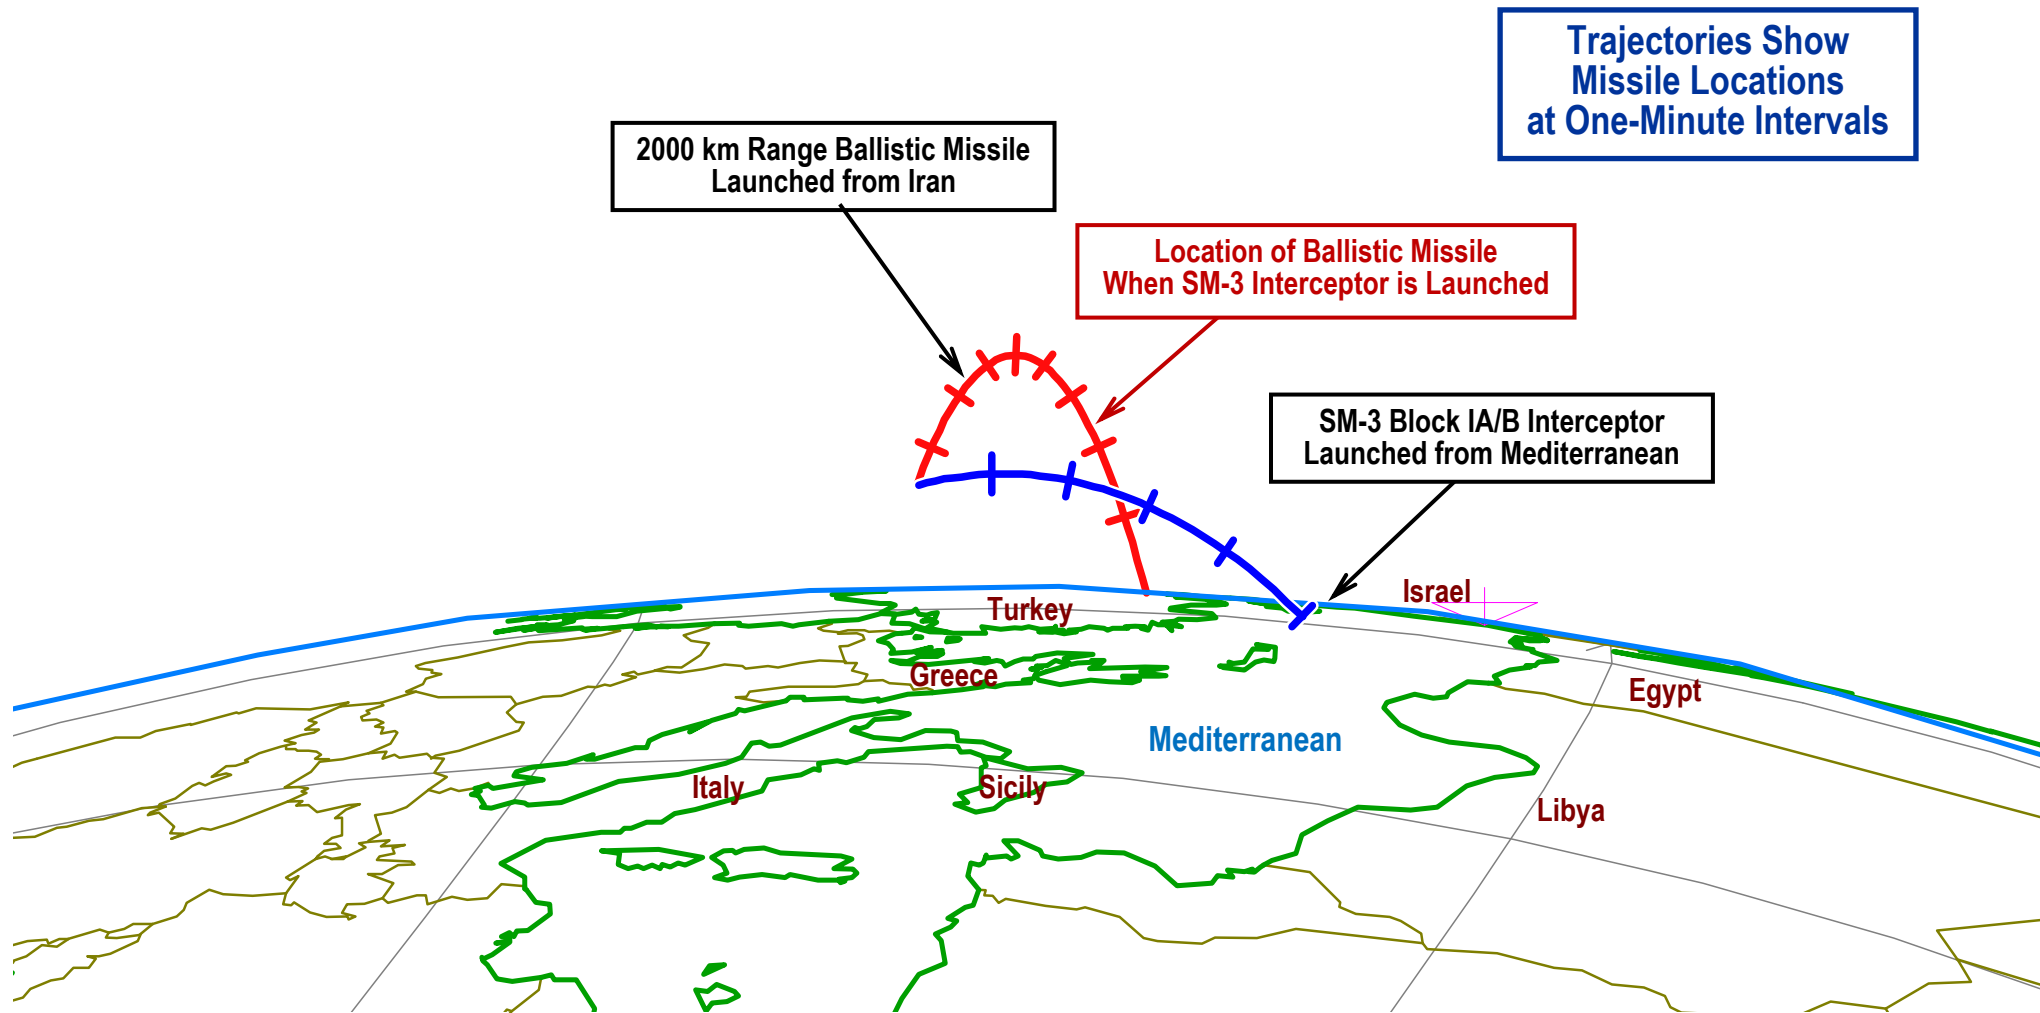 Trajectories Show
Missile Locations
at One-Minute Intervals
2000 km Range Ballistic Missile
Launched from Iran
Location of Ballistic Missile
When SM-3 Interceptor is Launched
SM-3 Block IA/B Interceptor
Launched from Mediterranean
Israel
Turkey
Greece
Egypt
Mediterranean
Italy
Sicily
Libya